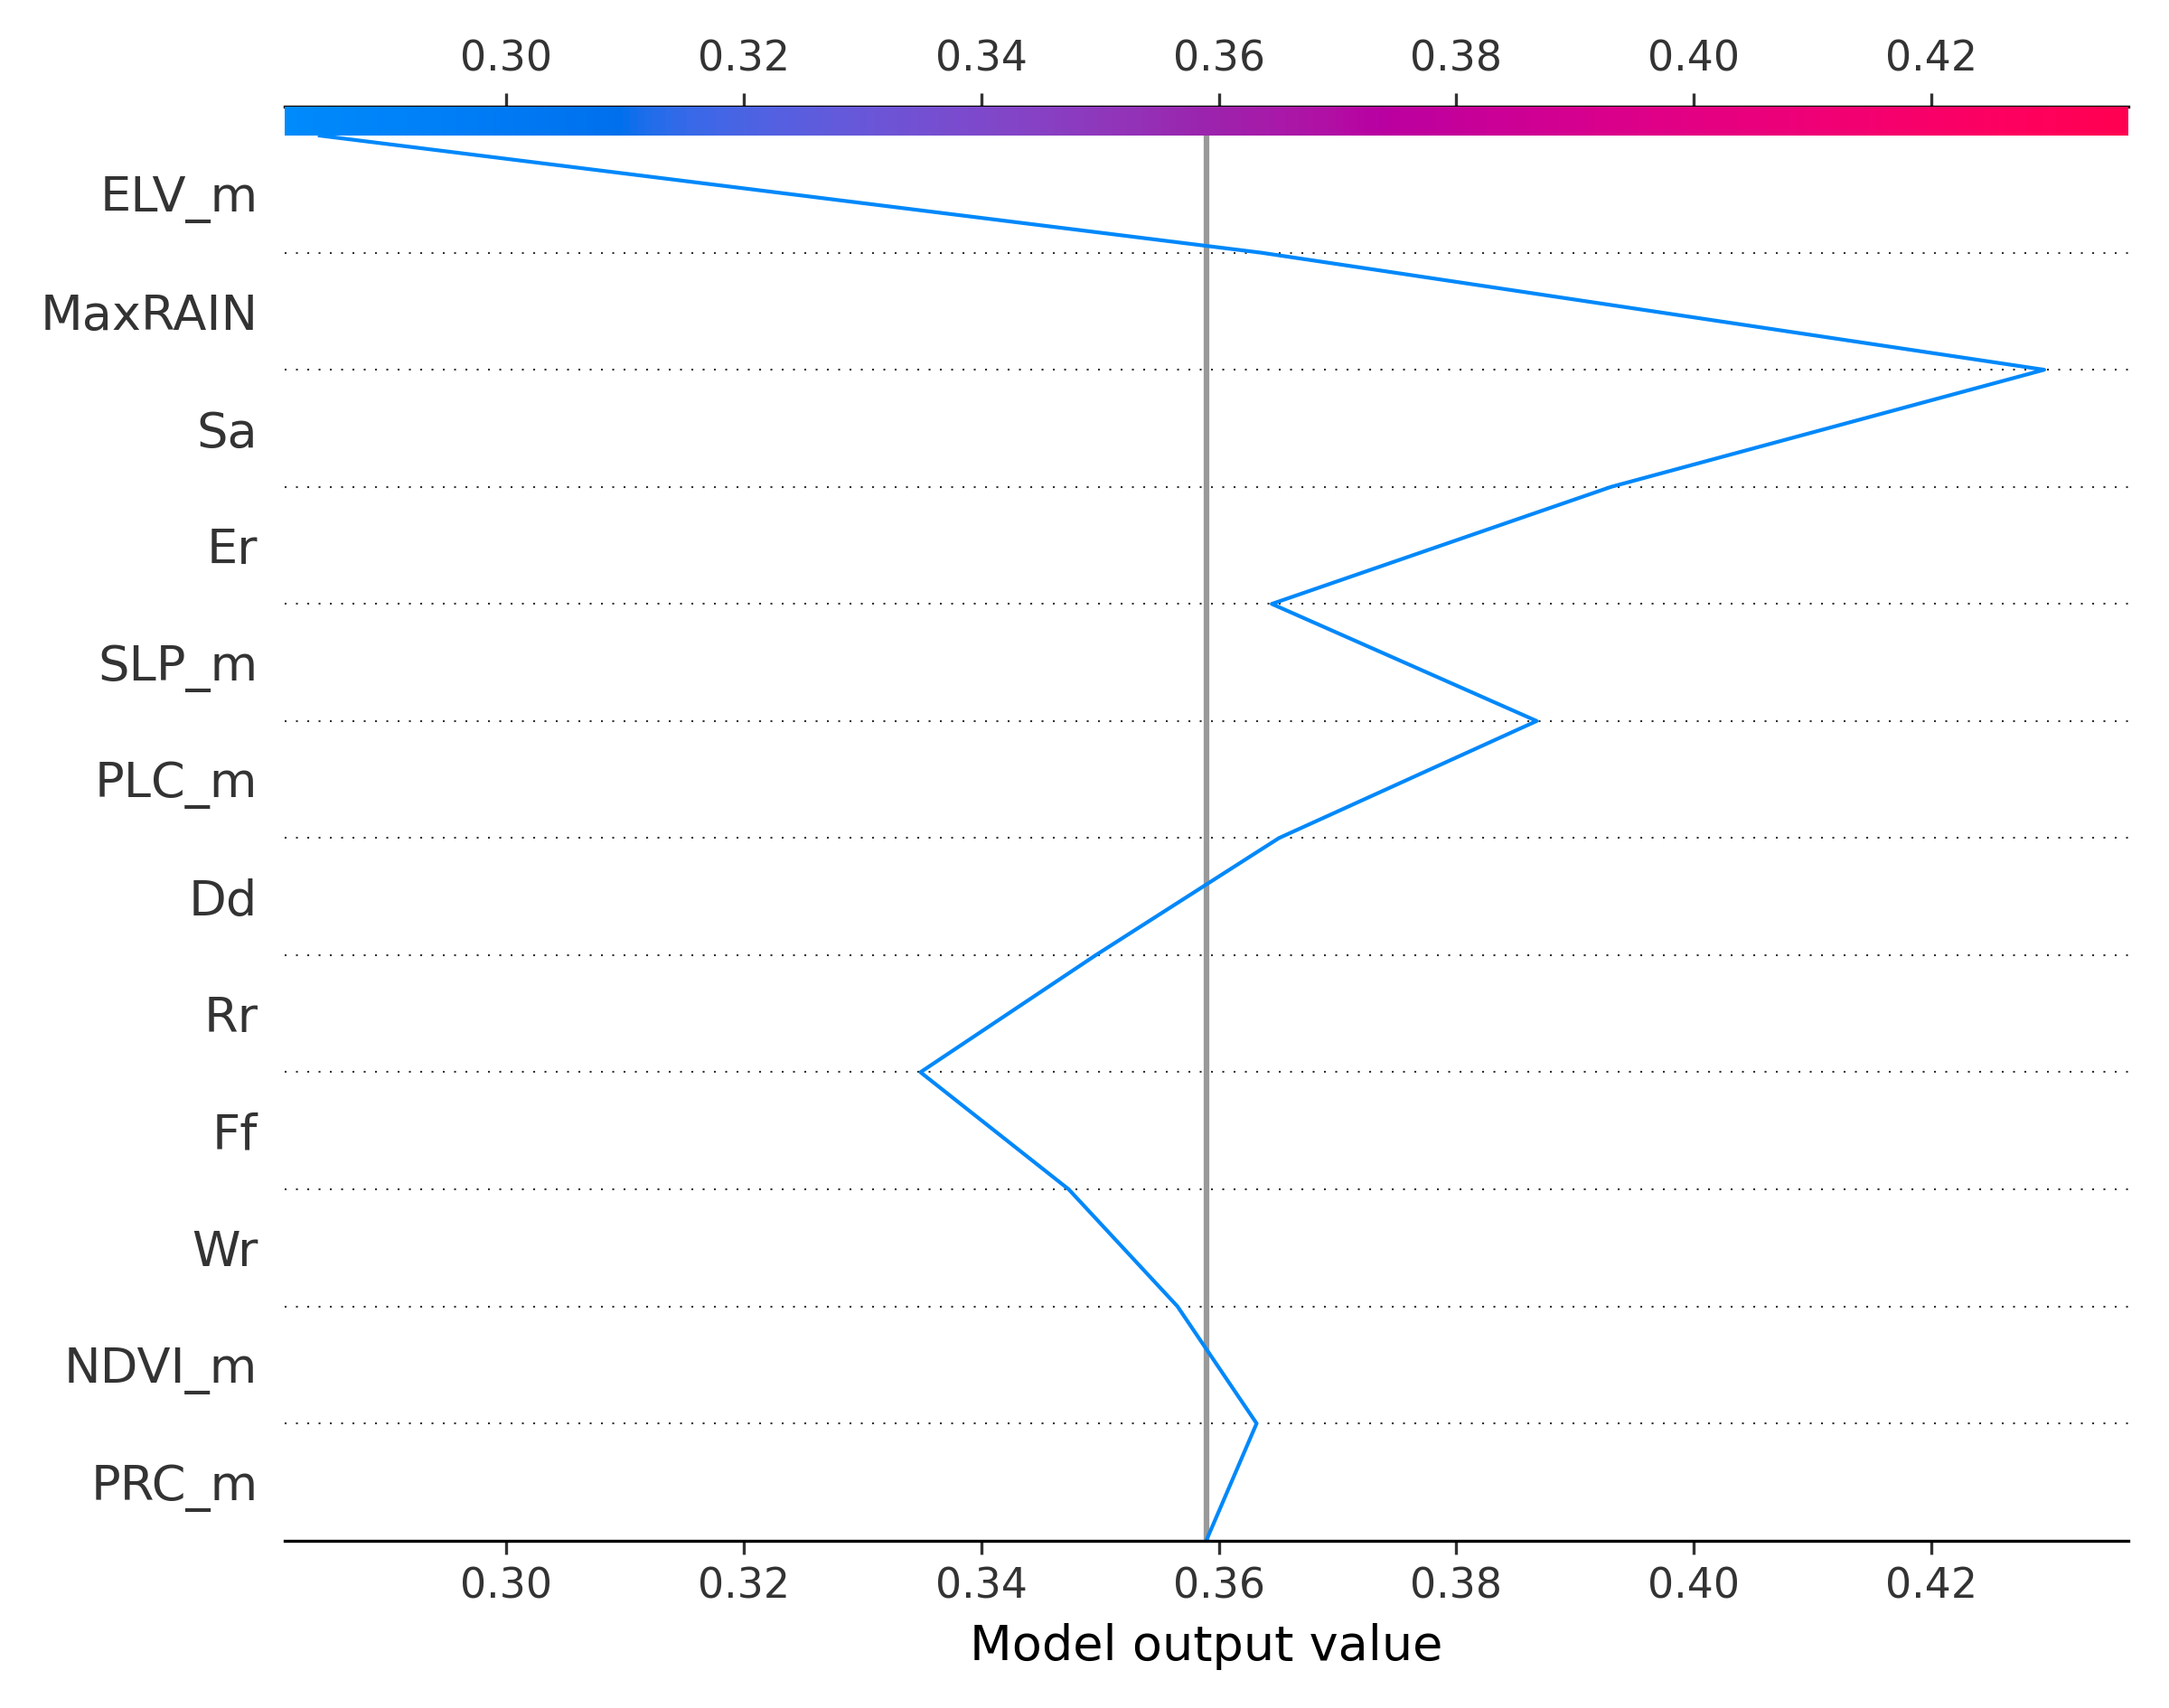 0.30 0.32 0.34 0.36 0.38 0.40 0.42
ELV_m
MaxRAIN
Sa
Er
SLP_m
PLC_m
Dd
Rr
Ff
Wr
NDVI_m
PRC_m
0.30 0.32 0.34 0.36 0.38 0.40 0.42
Model output value